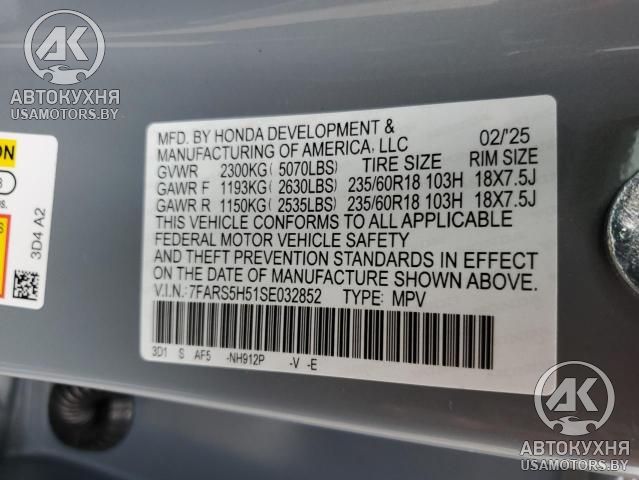 AK
АВТОКУХНЯ
USAMOTORS.BY
3D4 A2
MFD. BY HONDA DEVELOPMENT &
MANUFACTURING OF AMERICA, LLC 02/'25
GVWR 2300KG( 5070LBS) TIRE SIZE RIM SIZE
GAWR F 1193KG( 2630LBS) 235/60R18 103H 18X7.5J
GAWR R 1150KG( 2535LBS) 235/60R18 103H 18X7.5J
THIS VEHICLE CONFORMS TO ALL APPLICABLE
FEDERAL MOTOR VEHICLE SAFETY
AND THEFT PREVENTION STANDARDS IN EFFECT
ON THE DATE OF MANUFACTURE SHOWN ABOVE.
V.I.N.: 7FARS5H51SE032852 TYPE: MPV
3D1 S AF5 -NH912P -V -E
AK
АВТОКУХНЯ
USAMOTORS.BY